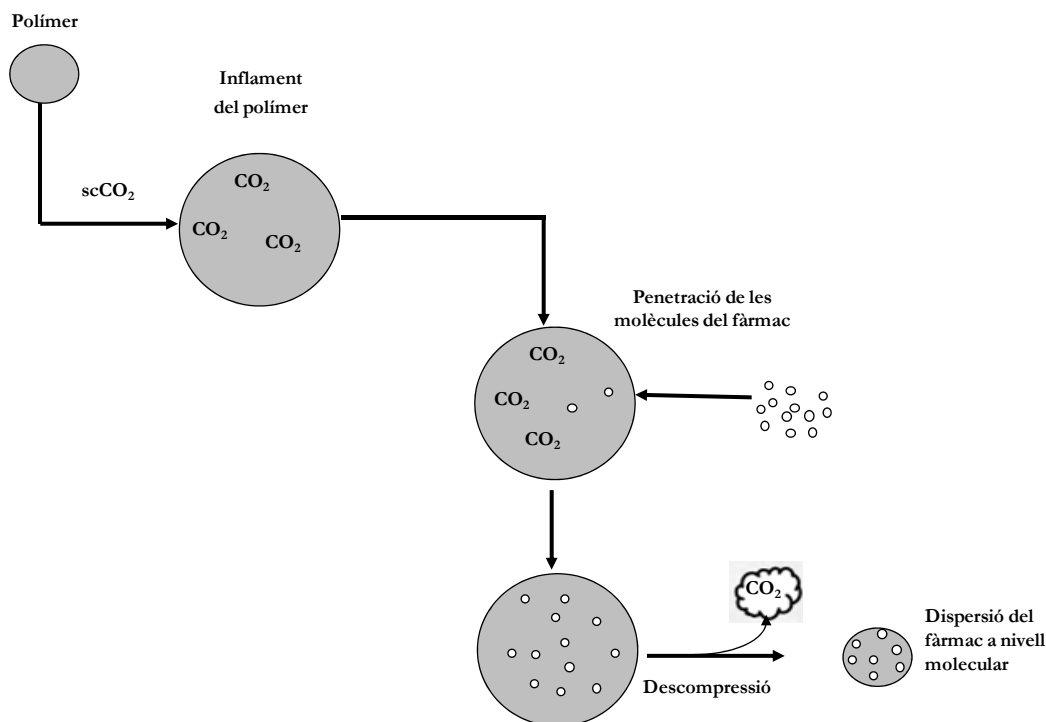 Polímer
Inflament
del polímer
scCO₂
CO₂
CO₂
CO₂
Penetració de les
molècules del fàrmac
CO₂
CO₂
CO₂
CO₂
Descompressió
Dispersió del
fàrmac a nivell
molecular